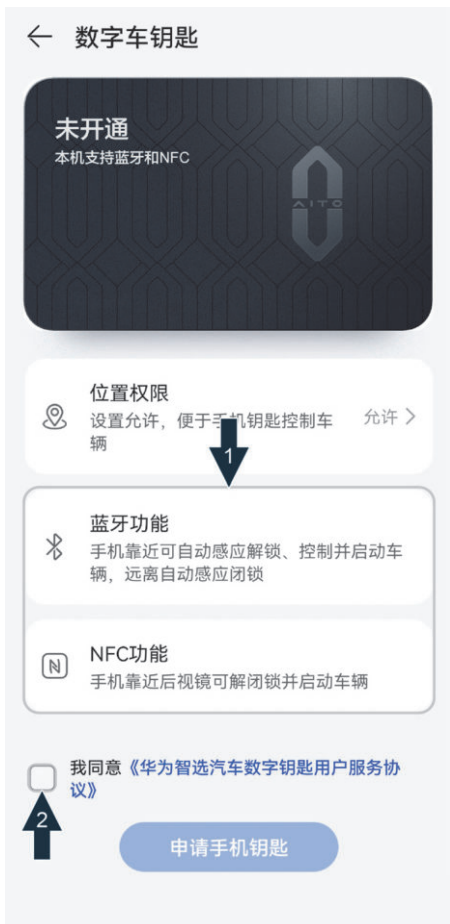 数字车钥匙
未开通
本机支持蓝牙和NFC
AITO
位置权限
设置允许，便于手机钥匙控制车
辆
允许
1
蓝牙功能
手机靠近可自动感应解锁、控制并启动车
辆，远离自动感应闭锁
NFC功能
手机靠近后视镜可解闭锁并启动车辆
我同意《华为智选汽车数字钥匙用户服务协
议》
2
申请手机钥匙